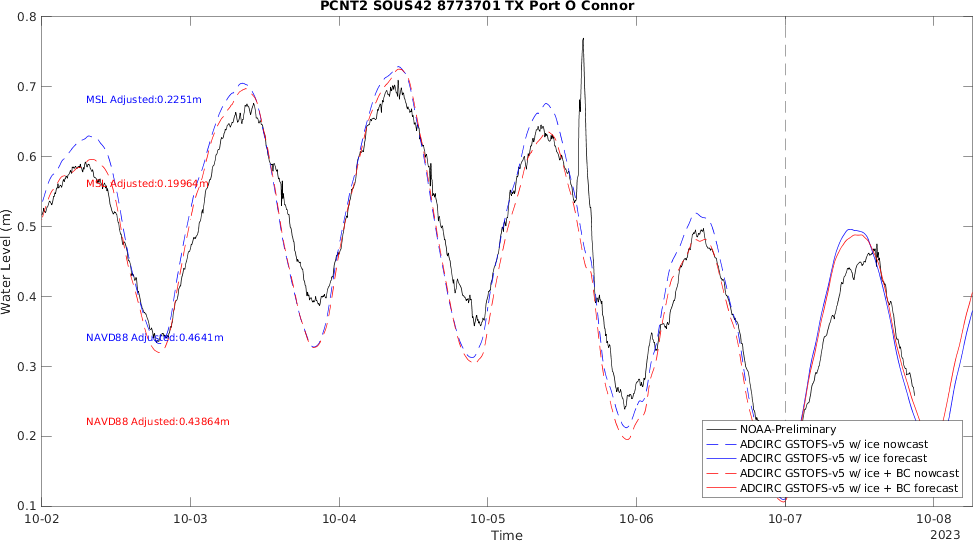 PCNT2 SOUS42 8773701 TX Port O Connor
0.8
0.7
0.6
0.5
0.4
0.3
0.2
0.1
Water Level (m)
MSL Adjusted:0.2251m
MSL Adjusted:0.19964m
NAVD88 Adjusted:0.4641m
NAVD88 Adjusted:0.43864m
NOAA-Preliminary
ADCIRC GSTOFS-v5 w/ ice nowcast
ADCIRC GSTOFS-v5 w/ ice forecast
ADCIRC GSTOFS-v5 w/ ice + BC nowcast
ADCIRC GSTOFS-v5 w/ ice + BC forecast
10-02 10-03 10-04 10-05 10-06 10-07 10-08
Time
2023